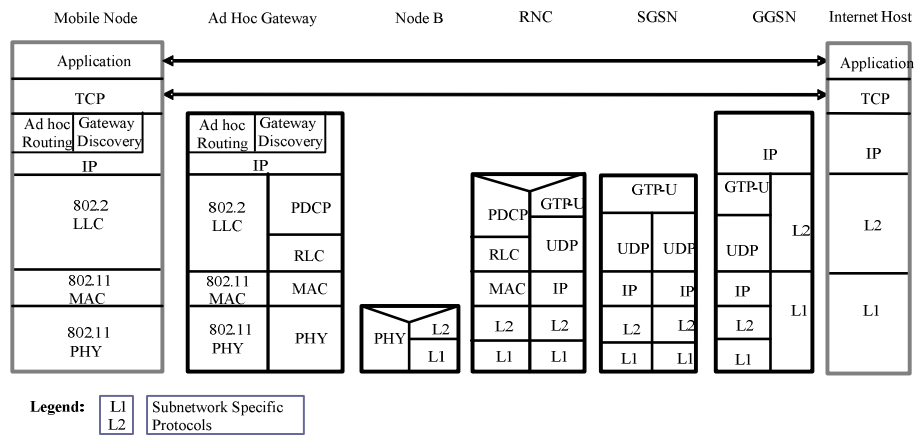 Mobile Node
Ad Hoc Gateway
Node B
RNC
SGSN
GGSN
Internet Host
Application
TCP
Ad hoc
Routing
Gateway
Discovery
IP
802.2
LLC
802.11
MAC
802.11
PHY
Ad hoc
Routing
Gateway
Discovery
IP
802.2
LLC
802.11
MAC
802.11
PHY
PDCP
RLC
MAC
PHY
PHY
L2
L1
PDCP
RLC
MAC
L2
L1
GTP-U
UDP
IP
L2
L1
GTP-U
UDP
IP
L2
L1
UDP
IP
L2
L1
IP
GTP-U
UDP
IP
L2
L1
L2
L1
Application
TCP
IP
L2
L1
Legend:
L1
L2
Subnetwork Specific
Protocols